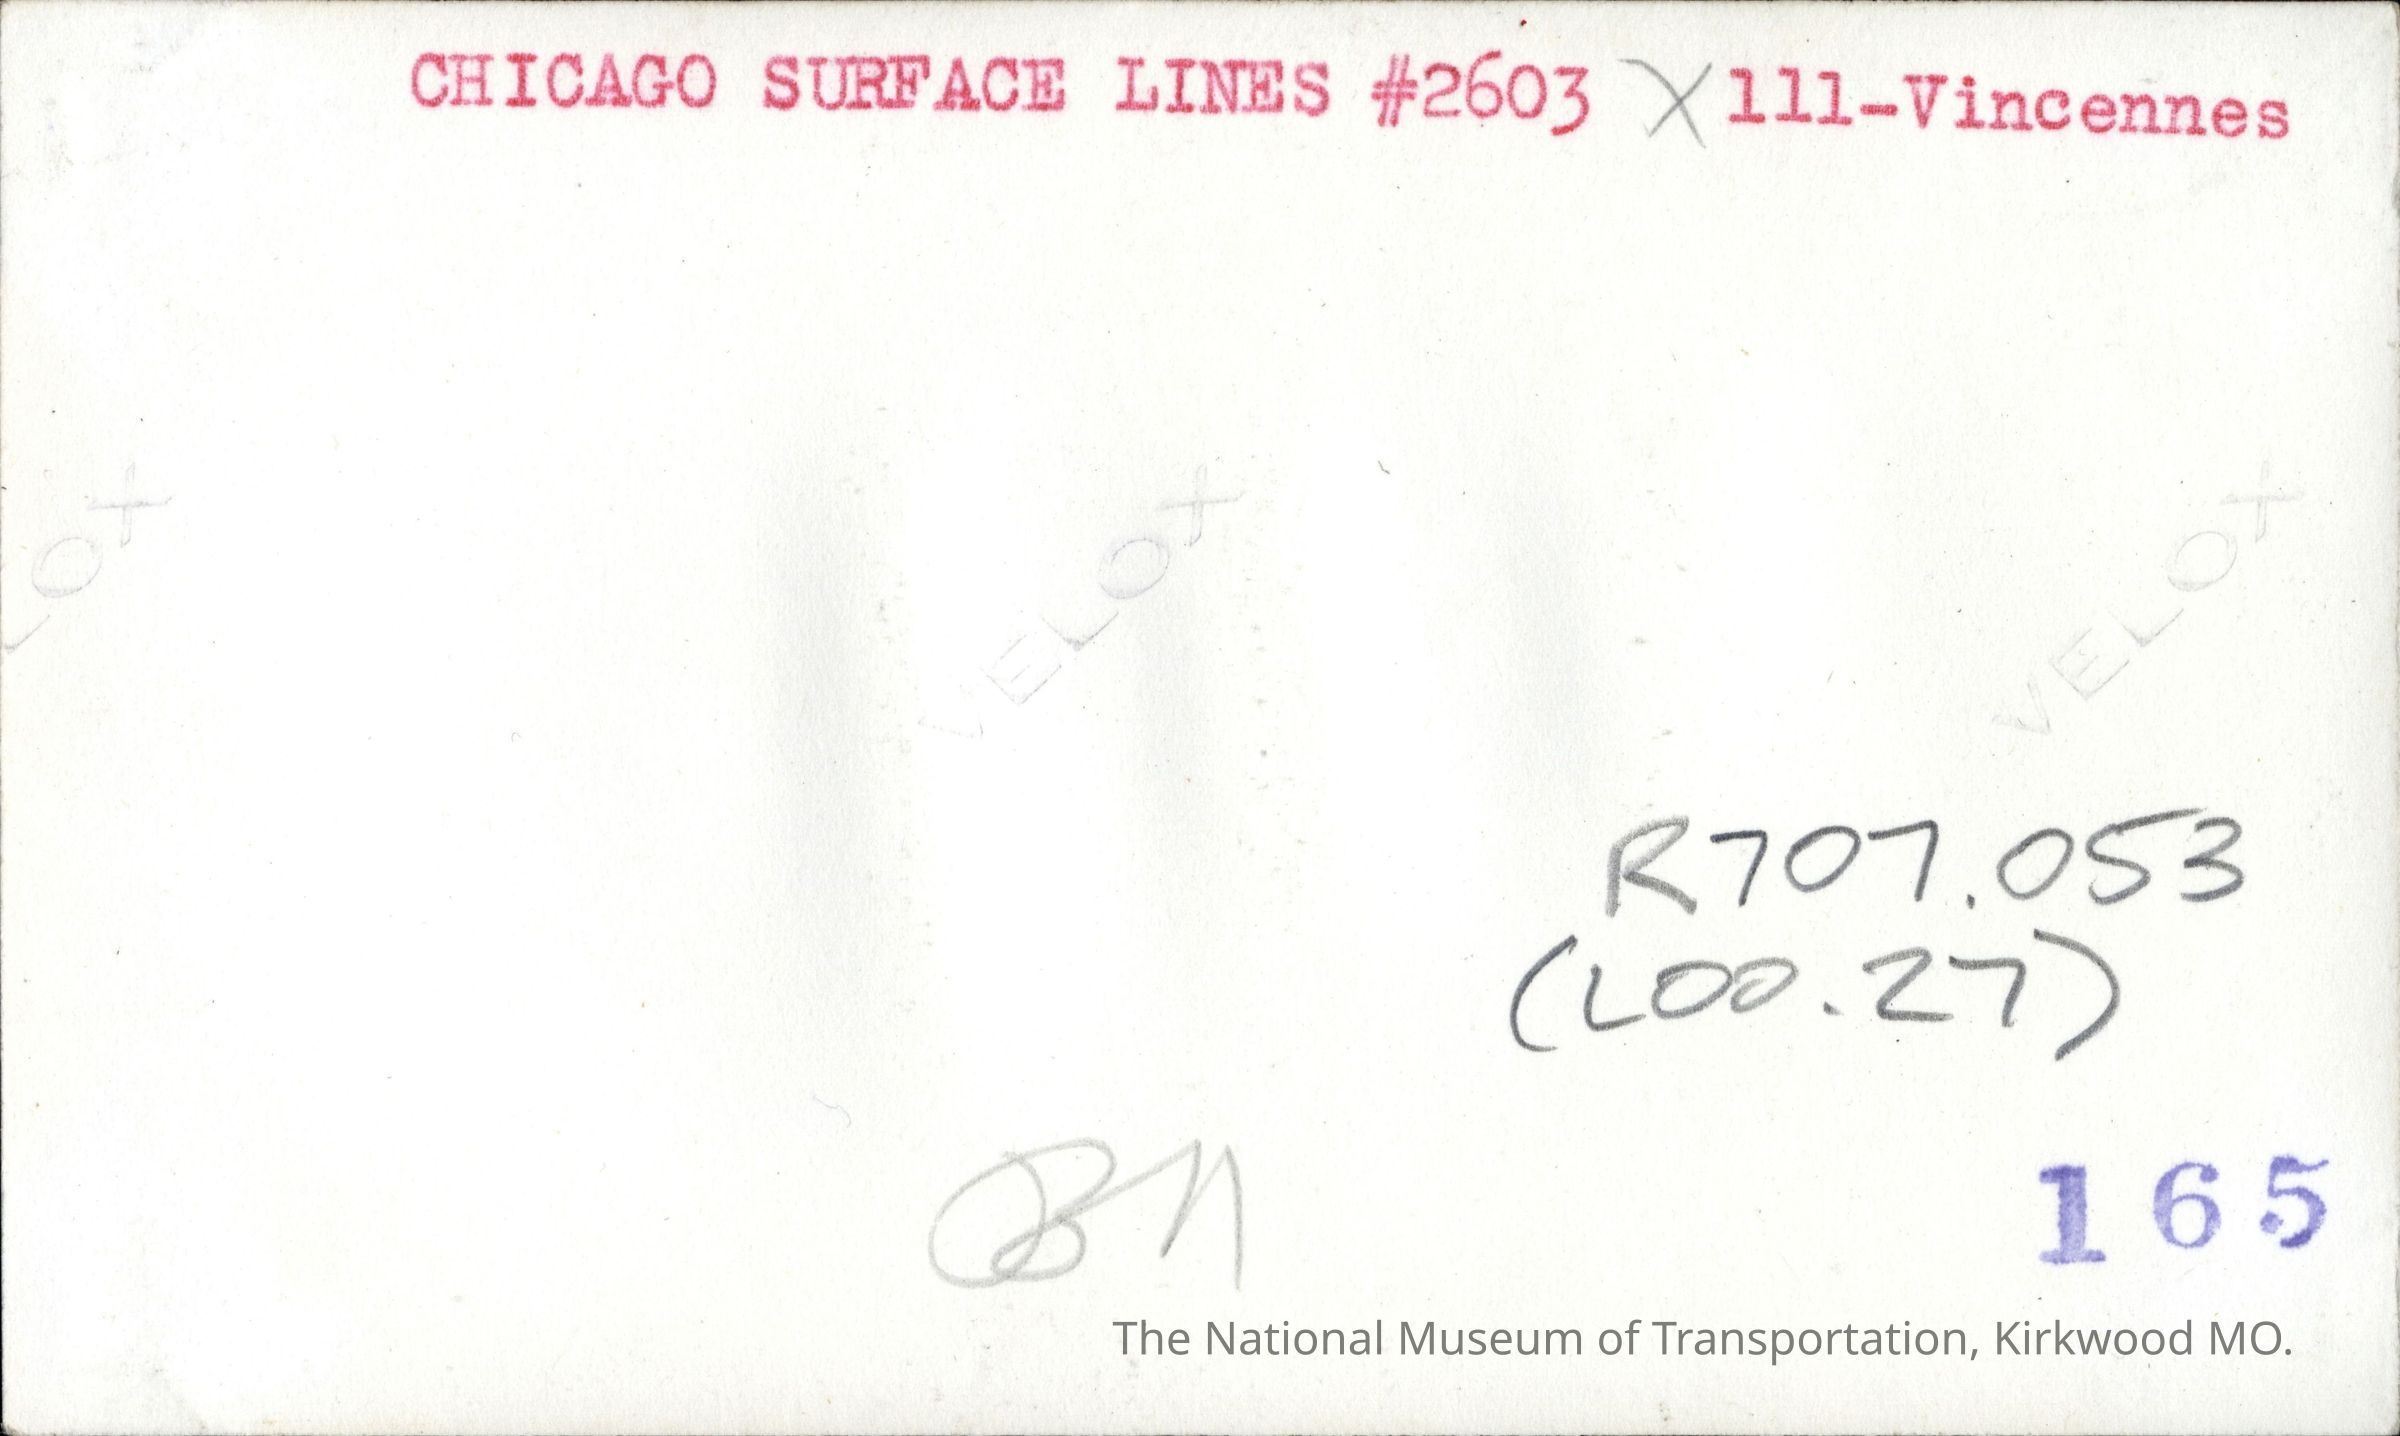 CHICAGO SURFACE LINES #2603 X 111-Vincennes
LOX
VELOX
VELOX
R707.053
(L00.27)
165
The National Museum of Transportation, Kirkwood MO.